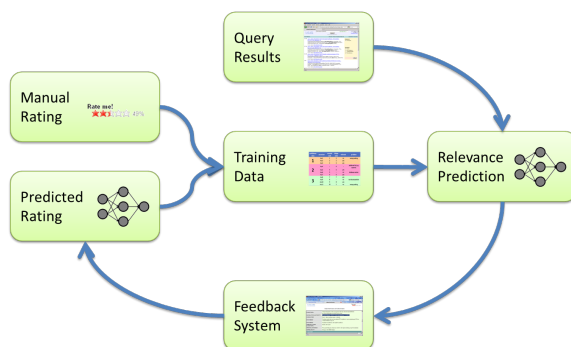 Query
Results
Manual
Rating
Rate me!
Training
Data
Relevance
Prediction
Predicted
Rating
Feedback
System